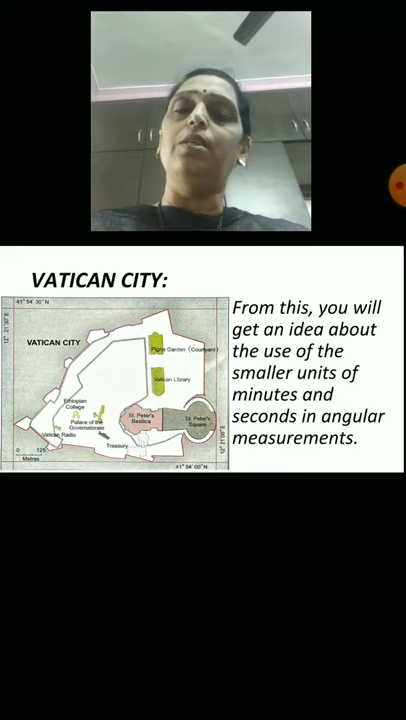 VATICAN CITY:
41° 54' 30" N
12° 21' 30" E
VATICAN CITY
Pigna Garden (Courtyard)
Vatican Library
Ethiopian
College
Palace of the
Governatorate
St. Peter's
Basilica
St. Peter's
Square
Vatican Radio
Treasury
0 125
Metres
41° 54' 00" N
12° 21' 00" E
From this, you will
get an idea about
the use of the
smaller units of
minutes and
seconds in angular
measurements.